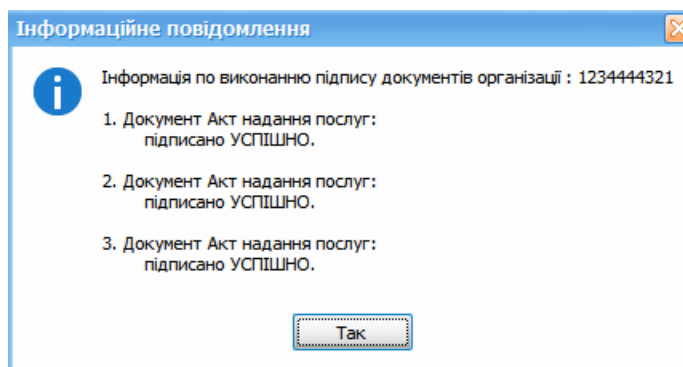 Інформаційне повідомлення
Інформація по виконанню підпису документів організації : 1234444321
1. Документ Акт надання послуг:
підписано УСПІШНО.
2. Документ Акт надання послуг:
підписано УСПІШНО.
3. Документ Акт надання послуг:
підписано УСПІШНО.
Так